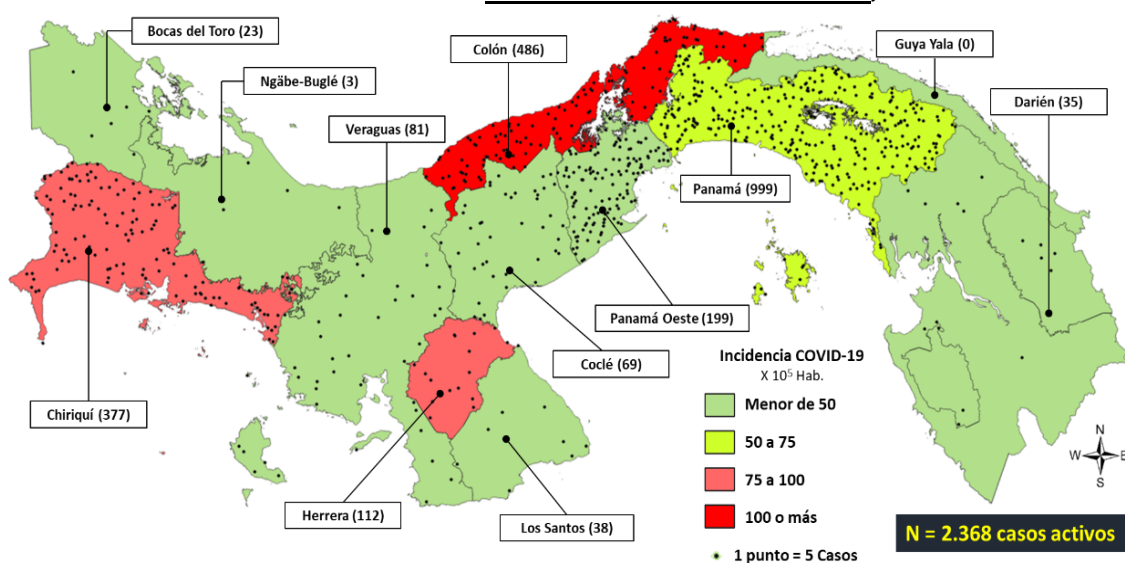 Bocas del Toro (23)
Ngäbe-Buglé (3)
Veraguas (81)
Colón (486)
Guya Yala (0)
Darién (35)
Panamá (999)
Panamá Oeste (199)
Coclé (69)
Chiriquí (377)
Herrera (112)
Los Santos (38)
Incidencia COVID-19
X 10⁵ Hab.
Menor de 50
50 a 75
75 a 100
100 o más
1 punto = 5 Casos
N
W E
S
N = 2.368 casos activos